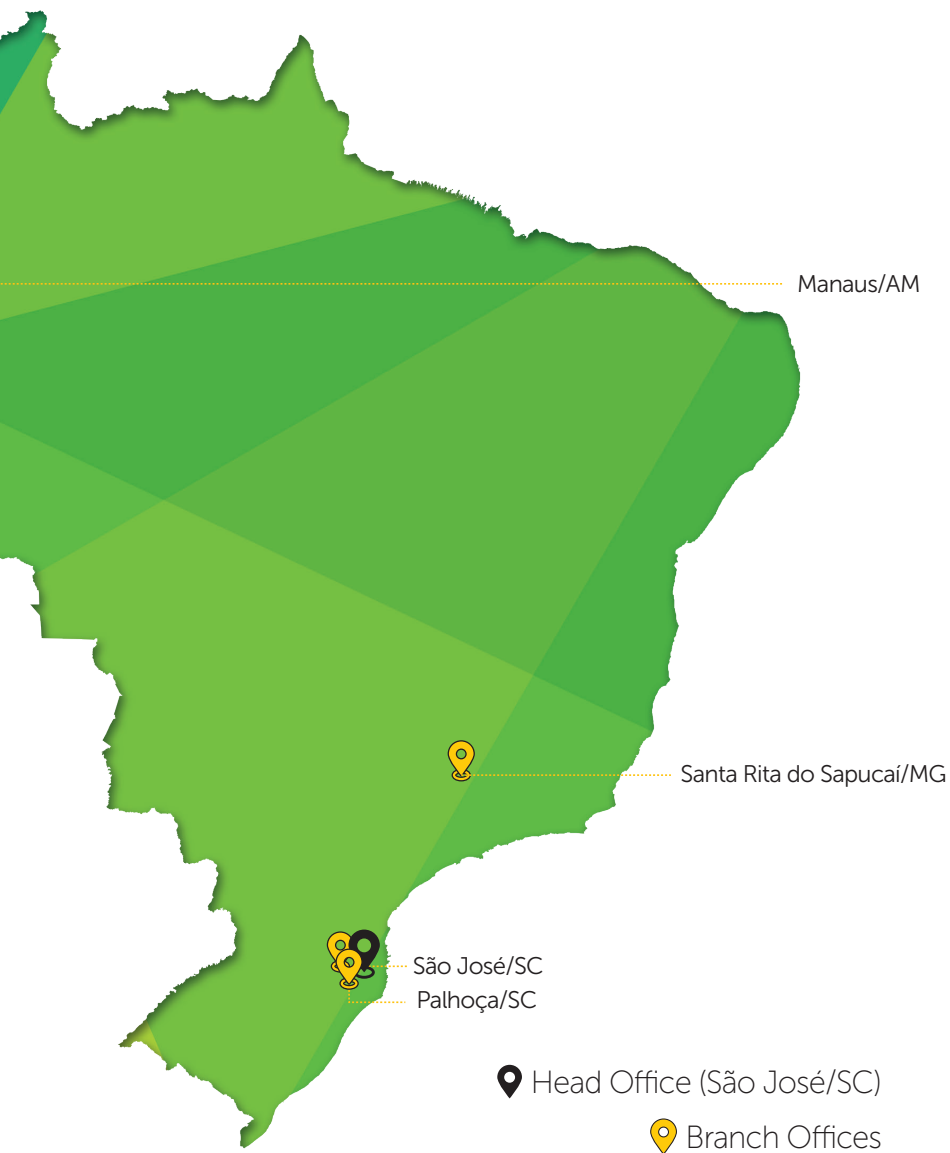 Manaus/AM
Santa Rita do Sapucaí/MG
São José/SC
Palhoça/SC
Head Office (São José/SC)
Branch Offices